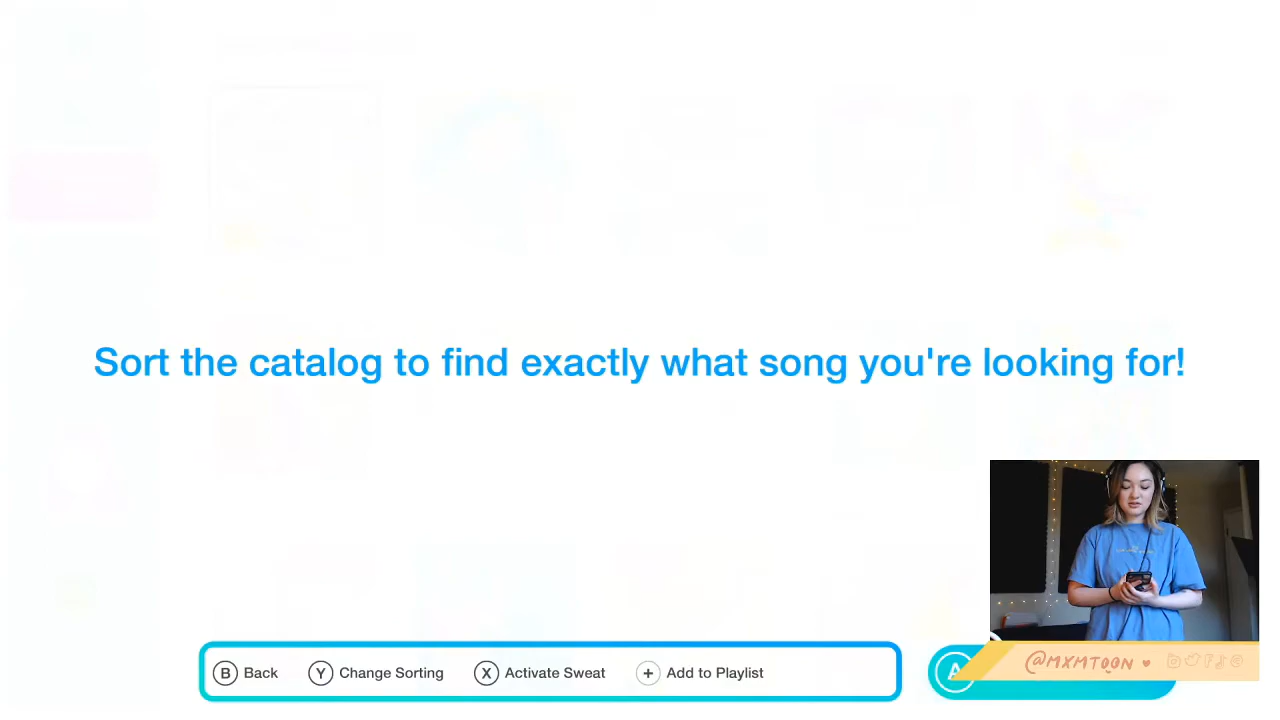 Sort the catalog to find exactly what song you're looking for!
B Back Y Change Sorting X Activate Sweat + Add to Playlist
A
@MXMTOON